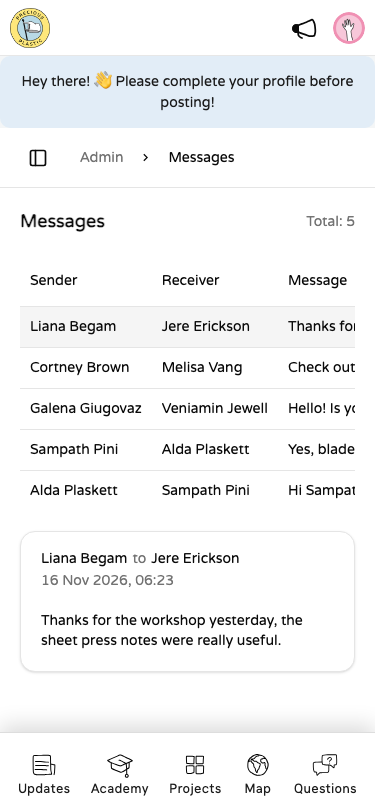 PRECIOUS
PLASTIC
Hey there! 👋 Please complete your profile before
posting!
Admin > Messages
Messages
Total: 5
Sender Receiver Message
Liana Begam Jere Erickson Thanks for
Cortney Brown Melisa Vang Check out
Galena Giugovaz Veniamin Jewell Hello! Is
Sampath Pini Alda Plaskett Yes, blade
Alda Plaskett Sampath Pini Hi
Liana Begam to Jere Erickson
16 Nov 2026, 06:23
Thanks for the workshop yesterday, the
sheet press notes were really useful.
Updates Academy Projects Map Questions